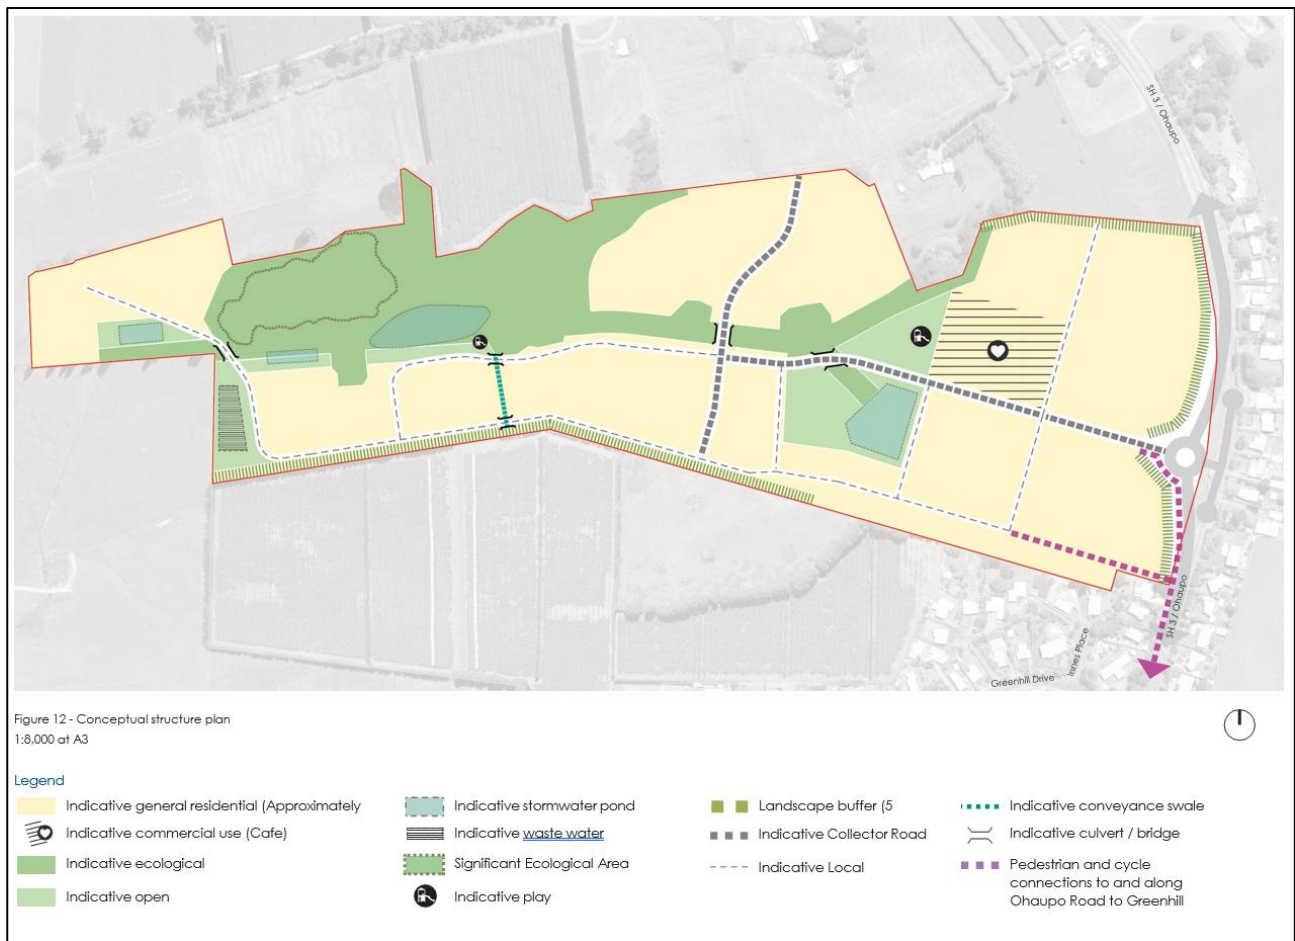 SH 3 / Ohaupo
SH 3 / Ohaupo
Innes Place
Greenhill Drive
Figure 12 - Conceptual structure plan
1:8,000 at A3
Legend
Indicative general residential (Approximately
Indicative commercial use (Cafe)
Indicative ecological
Indicative open
Indicative stormwater pond
Indicative waste water
Significant Ecological Area
Indicative play
Landscape buffer (5
Indicative Collector Road
Indicative Local
Indicative conveyance swale
Indicative culvert / bridge
Pedestrian and cycle
connections to and along
Ohaupo Road to Greenhill